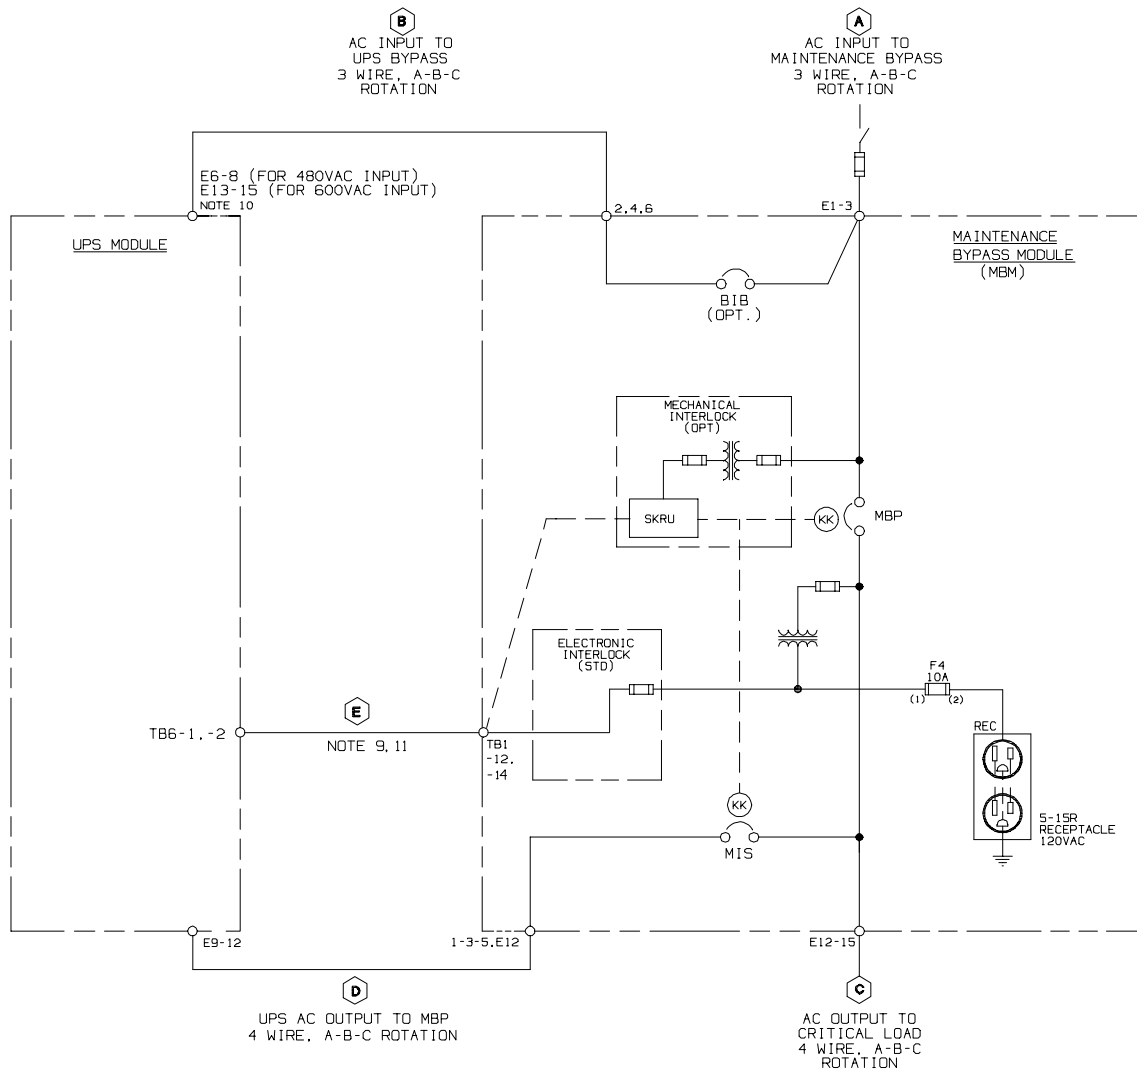 B
AC INPUT TO
UPS BYPASS
3 WIRE, A-B-C
ROTATION
A
AC INPUT TO
MAINTENANCE BYPASS
3 WIRE, A-B-C
ROTATION
E6-8 (FOR 480VAC INPUT)
E13-15 (FOR 600VAC INPUT)
NOTE 10
2,4,6
E1-3
UPS MODULE
MAINTENANCE
BYPASS MODULE
(MBM)
BIB
(OPT.)
MECHANICAL
INTERLOCK
(OPT)
SKRU
KK
MBP
ELECTRONIC
INTERLOCK
(STD)
F4
10A
(1)
(2)
E
TB6-1,-2
NOTE 9,11
TB1
-12,
-14
REC
KK
MIS
5-15R
RECEPTACLE
120VAC
E9-12
1-3-5,E12
E12-15
D
UPS AC OUTPUT TO MBP
4 WIRE, A-B-C ROTATION
C
AC OUTPUT TO
CRITICAL LOAD
4 WIRE, A-B-C
ROTATION